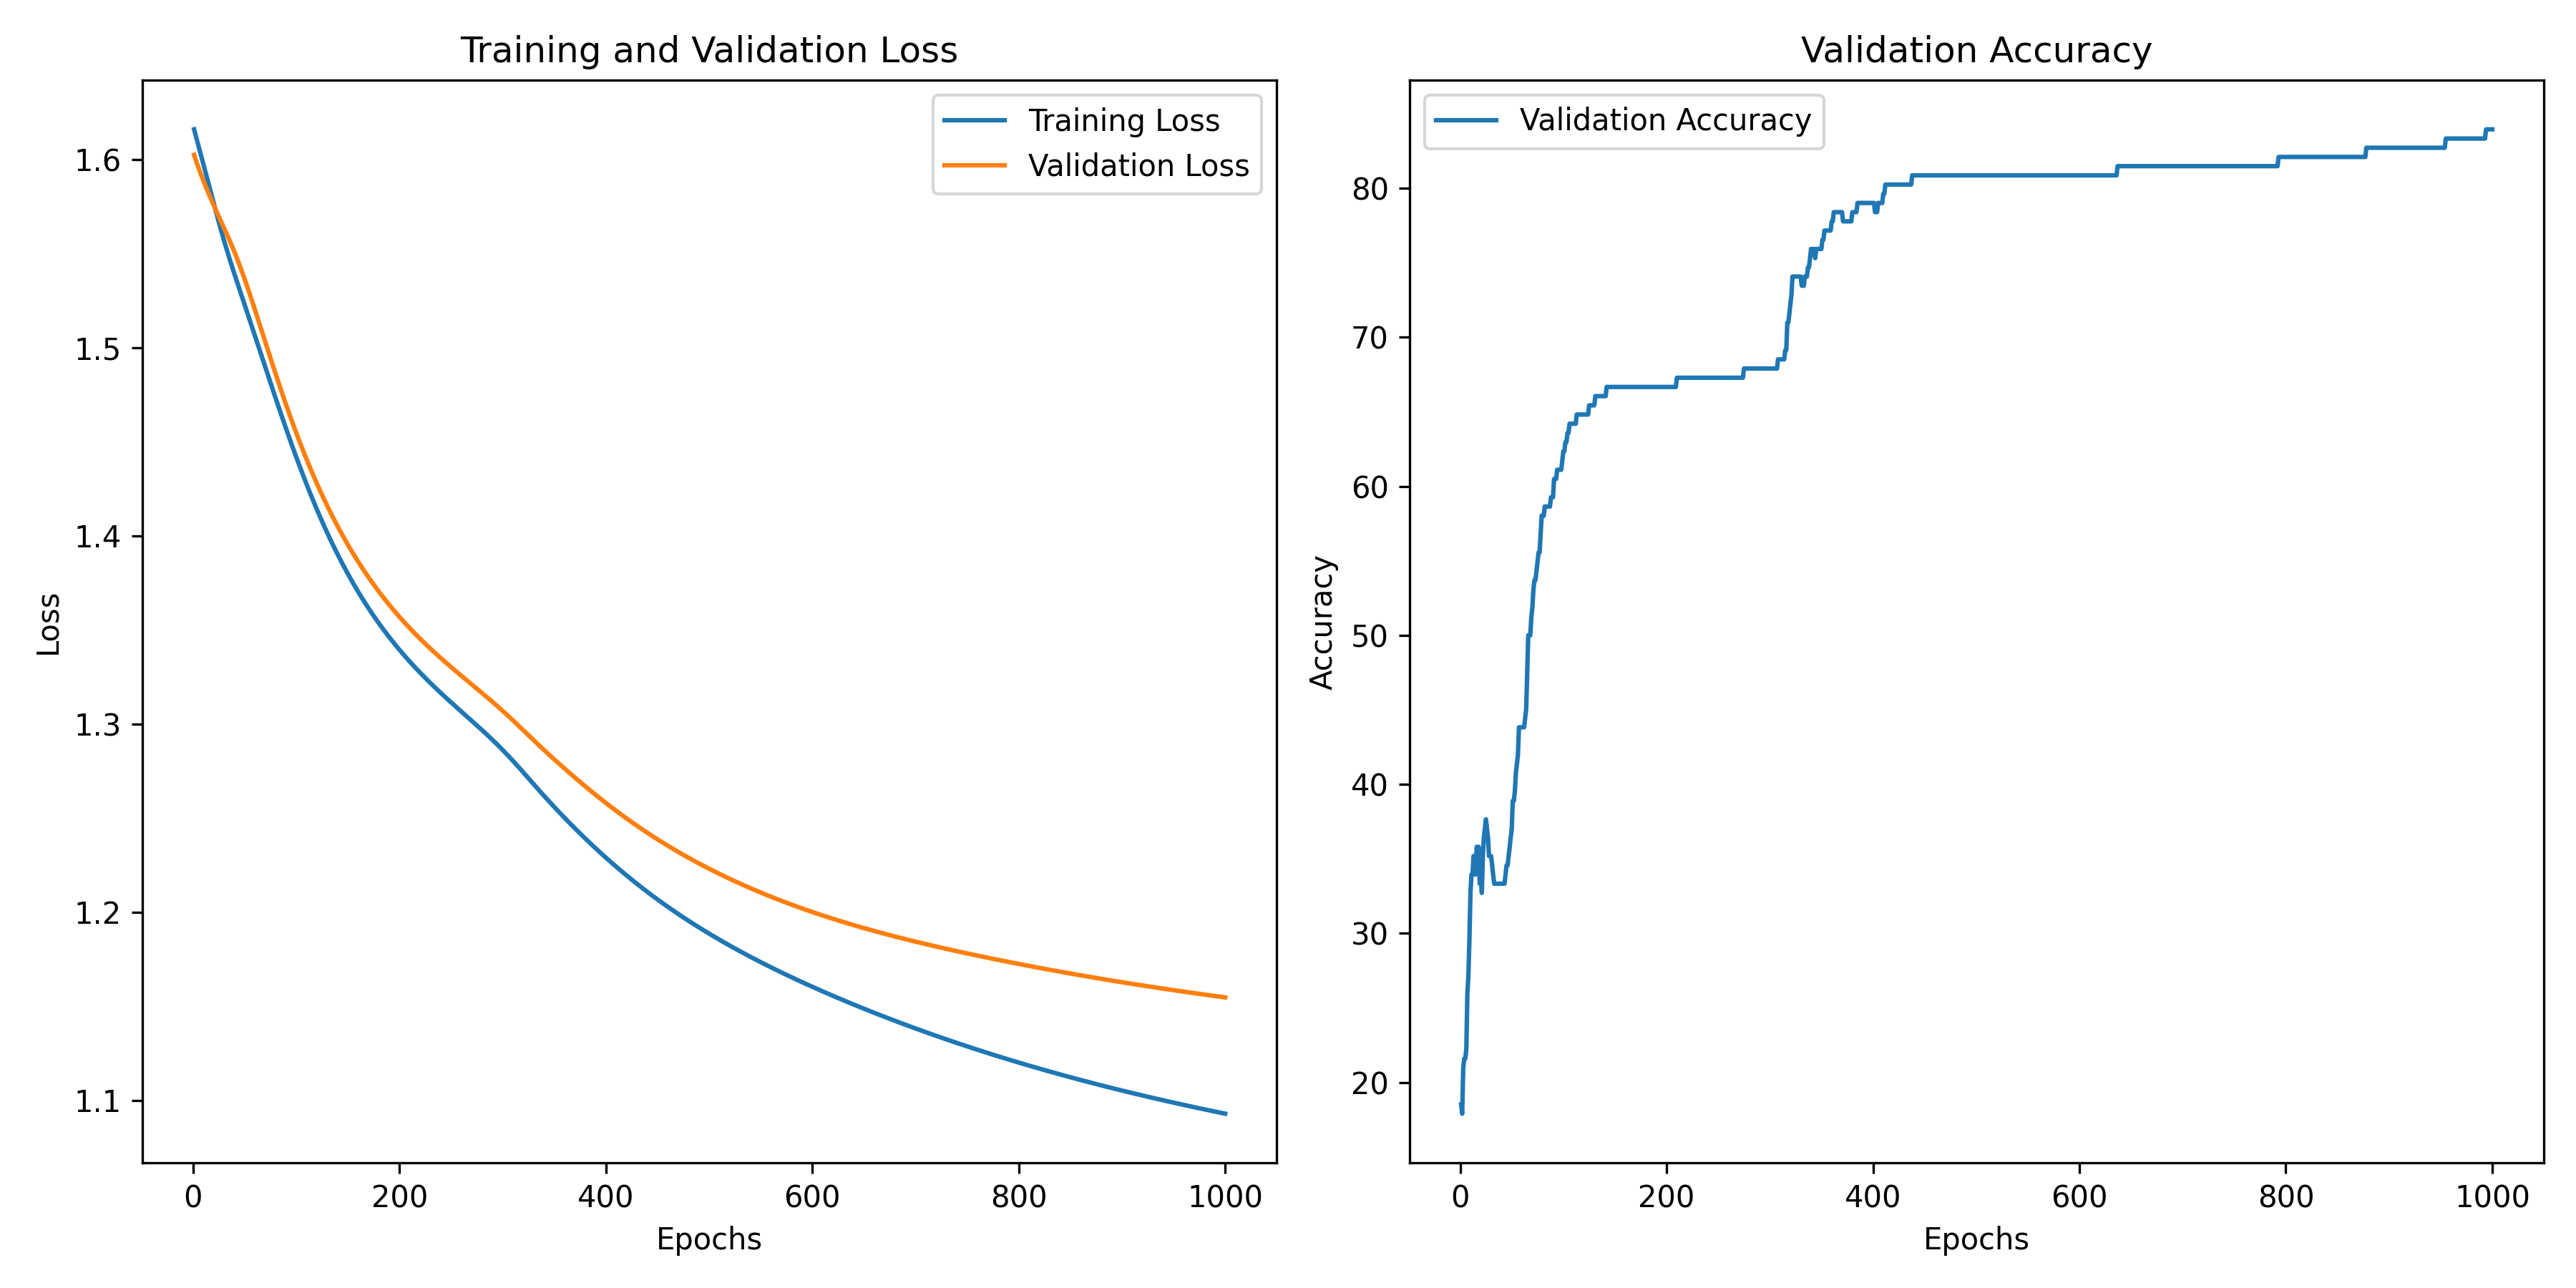 Training and Validation Loss
Training Loss
Validation Loss
1.6
1.5
1.4
1.3
1.2
1.1
Loss
0 200 400 600 800 1000
Epochs
Validation Accuracy
Validation Accuracy
80
70
60
50
40
30
20
Accuracy
0 200 400 600 800 1000
Epochs